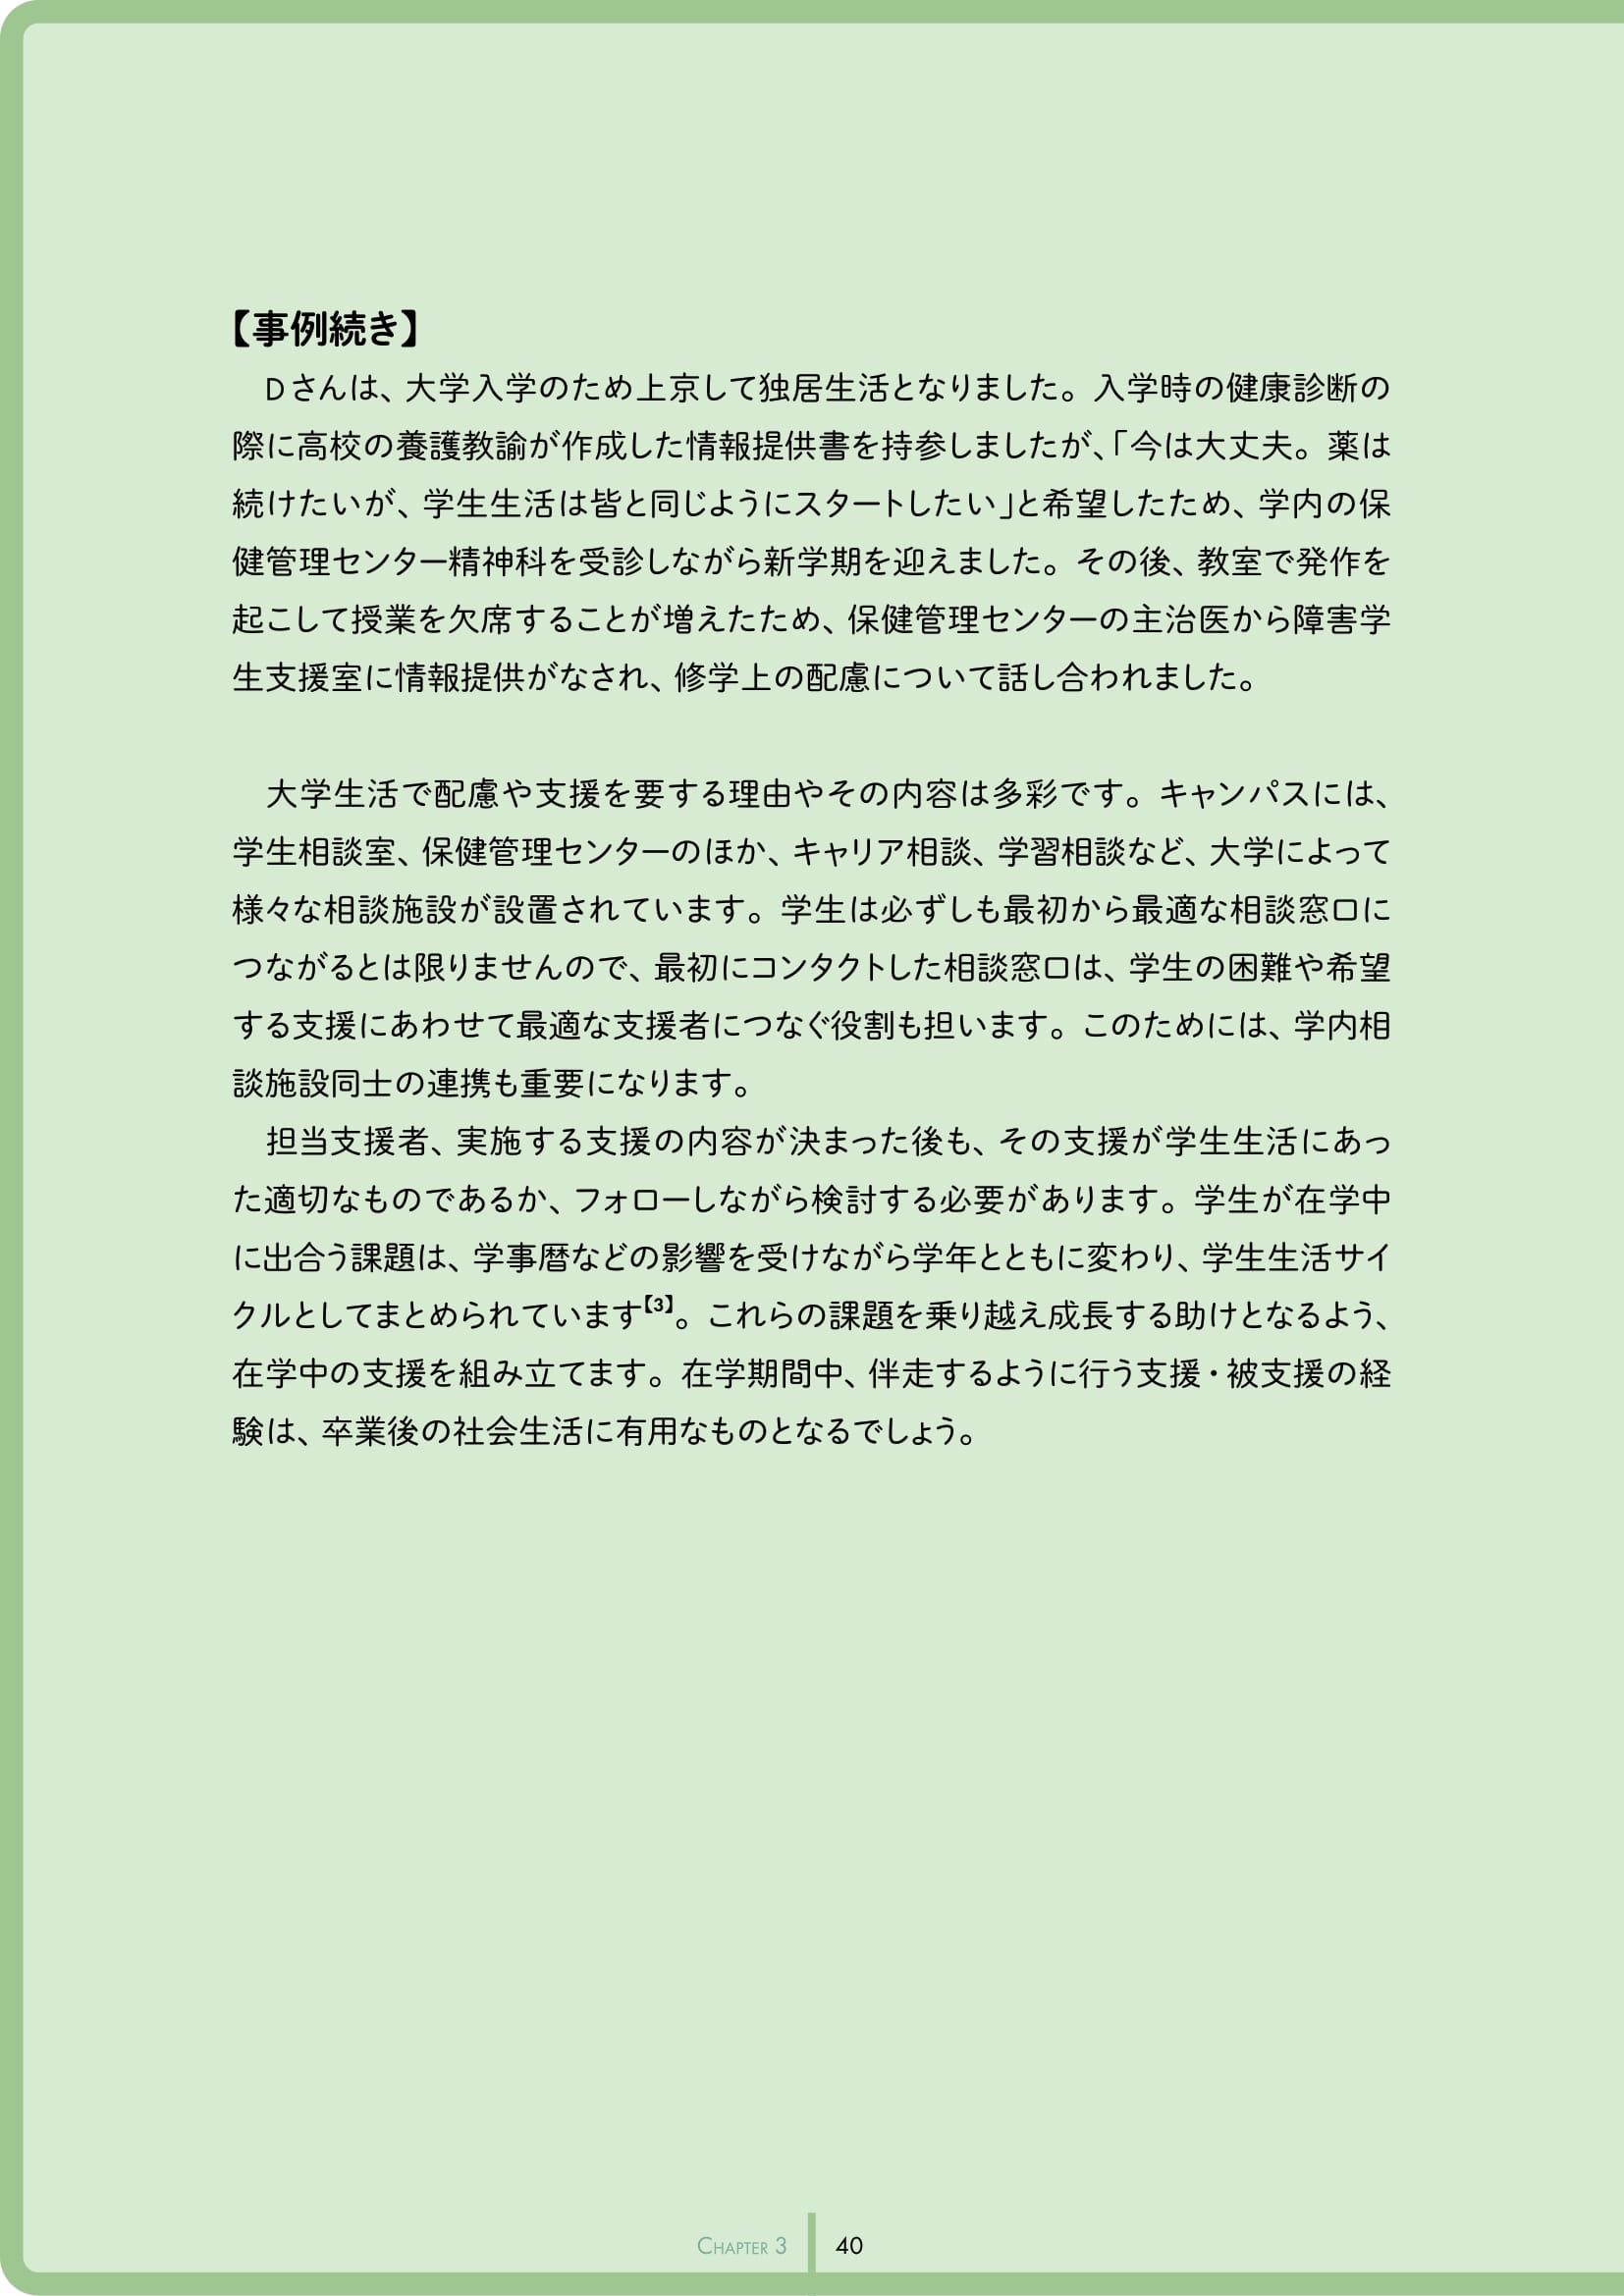 【事例続き】
Dさんは、大学入学のため上京して独居生活となりました。入学時の健康診断の
際に高校の養護教諭が作成した情報提供書を持参しましたが、「今は大丈夫。薬は
続けたいが、学生生活は皆と同じようにスタートしたい」と希望したため、学内の保
健管理センター精神科を受診しながら新学期を迎えました。その後、教室で発作を
起こして授業を欠席することが増えたため、保健管理センターの主治医から障害学
生支援室に情報提供がなされ、修学上の配慮について話し合われました。
大学生活で配慮や支援を要する理由やその内容は多彩です。キャンパスには、
学生相談室、保健管理センターのほか、キャリア相談、学習相談など、大学によって
様々な相談施設が設置されています。学生は必ずしも最初から最適な相談窓口に
つながるとは限りませんので、最初にコンタクトした相談窓口は、学生の困難や希望
する支援にあわせて最適な支援者につなぐ役割も担います。このためには、学内相
談施設同士の連携も重要になります。
担当支援者、実施する支援の内容が決まった後も、その支援が学生生活にあっ
た適切なものであるか、フォローしながら検討する必要があります。学生が在学中
に出合う課題は、学事暦などの影響を受けながら学年とともに変わり、学生生活サイ
クルとしてまとめられています【3】。これらの課題を乗り越え成長する助けとなるよう、
在学中の支援を組み立てます。在学期間中、伴走するように行う支援・被支援の経
験は、卒業後の社会生活に有用なものとなるでしょう。
CHAPTER 3 40